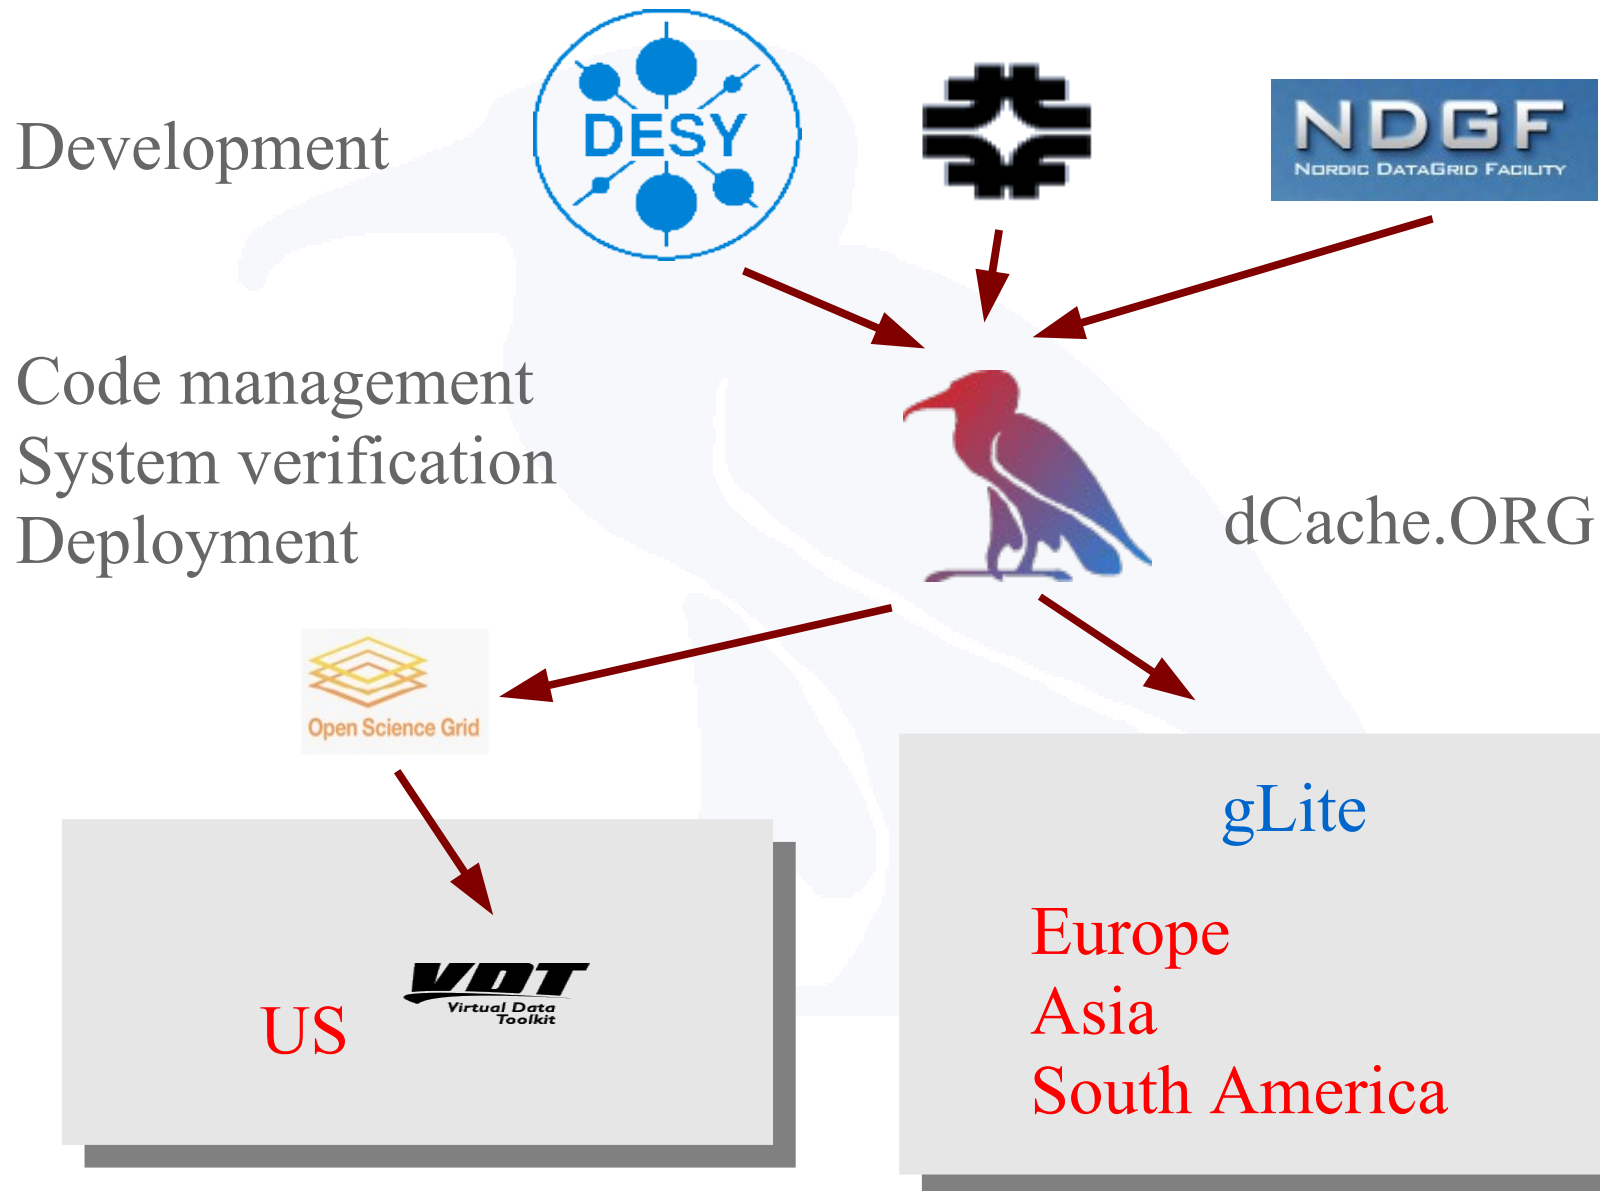 DESY
NDGF
NORDIC DATAGRID FACILITY
Development
Code management
System verification
Deployment
dCache.ORG
Open Science Grid
gLite
Europe
Asia
South America
VDT
Virtual Data
Toolkit
US